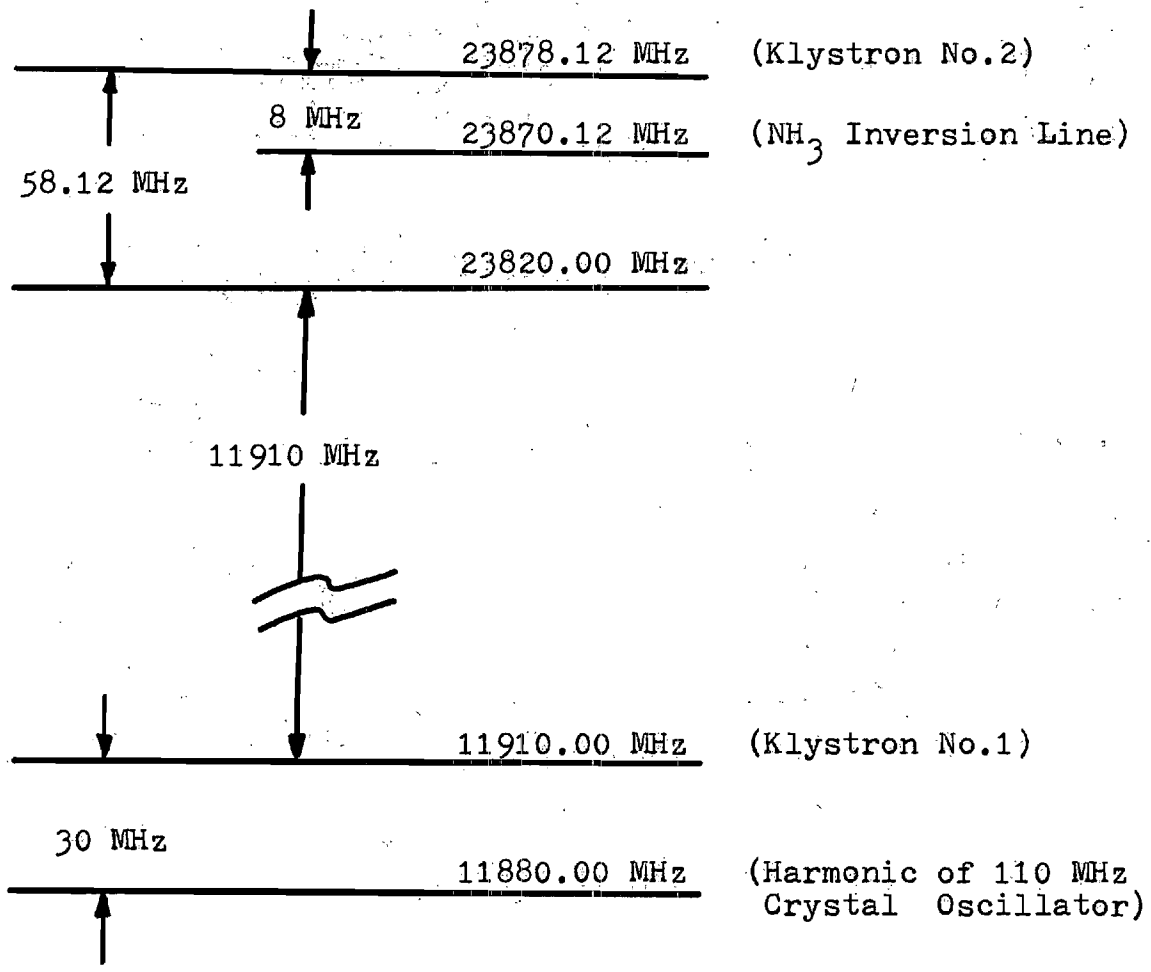 23878.12 MHz (Klystron No.2)
8 MHz
23870.12 MHz (NH3 Inversion Line)
58.12 MHz
23820.00 MHz
11910 MHz
11910.00 MHz (Klystron No.1)
30 MHz
11880.00 MHz (Harmonic of 110 MHz
Crystal Oscillator)